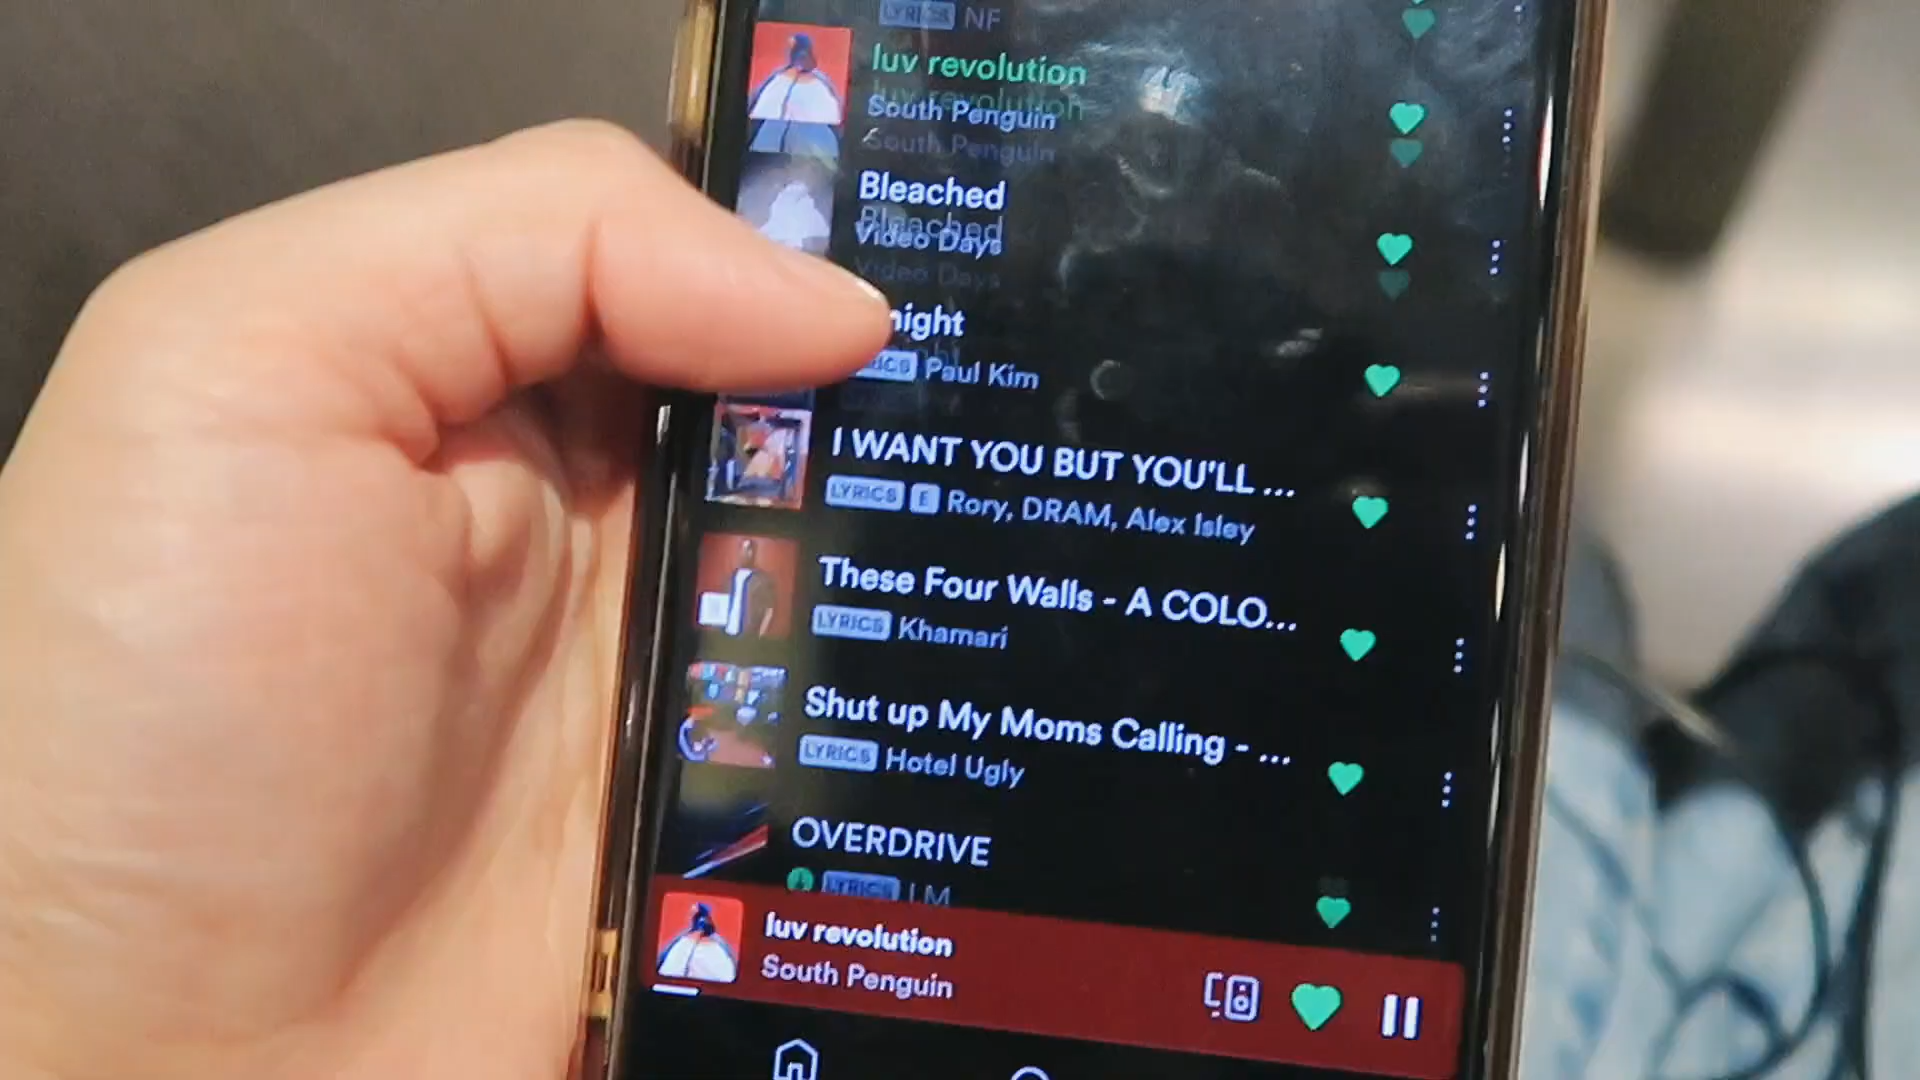 LYRICS NF
luv revolution
South Penguin
Bleached
Video Days
night
Paul Kim
I WANT YOU BUT YOU'LL ...
LYRICS E Rory, DRAM, Alex Isley
These Four Walls - A COLO...
LYRICS Khamari
Shut up My Moms Calling - ...
LYRICS Hotel Ugly
OVERDRIVE
LYRICS I.M
luv revolution
South Penguin